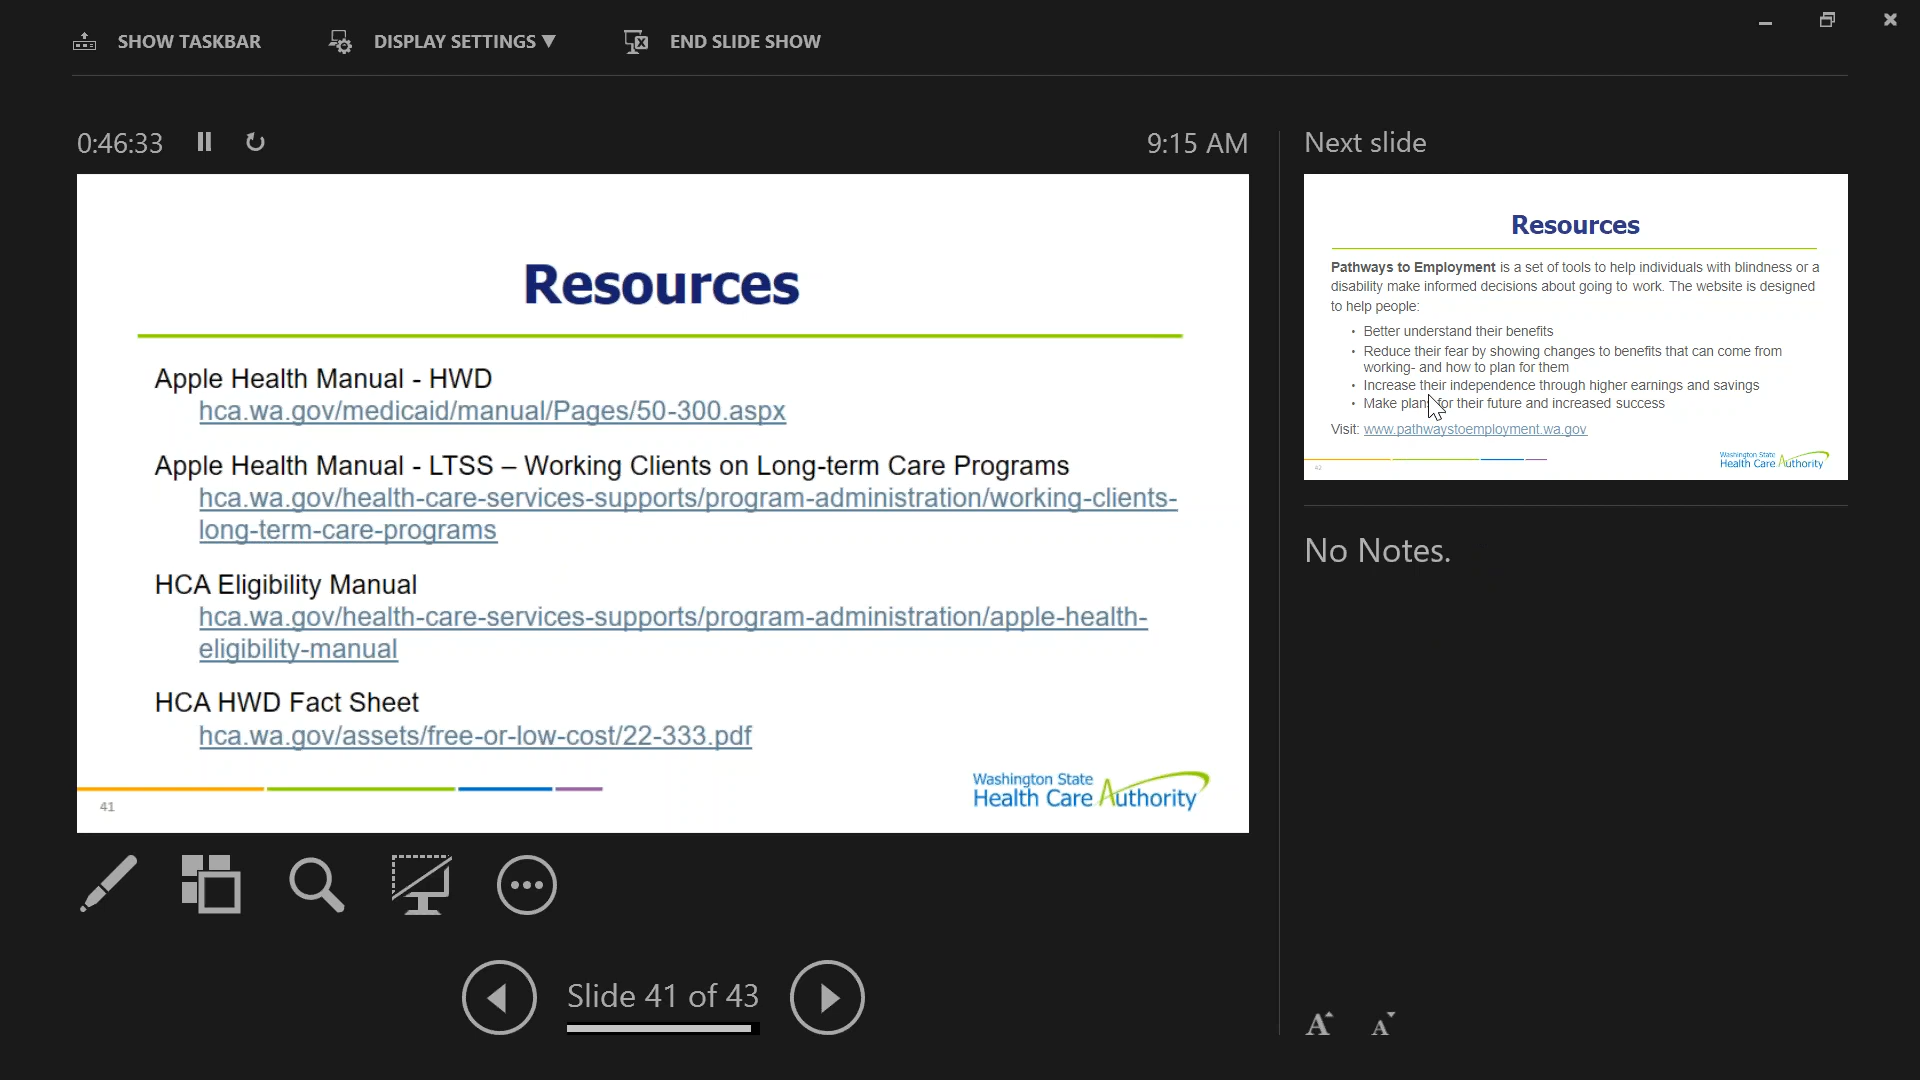 SHOW TASKBAR
DISPLAY SETTINGS ▼
END SLIDE SHOW
0:46:33
9:15 AM
Resources
Apple Health Manual - HWD
hca.wa.gov/medicaid/manual/Pages/50-300.aspx
Apple Health Manual - LTSS – Working Clients on Long-term Care Programs
hca.wa.gov/health-care-services-supports/program-administration/working-clients-
long-term-care-programs
HCA Eligibility Manual
hca.wa.gov/health-care-services-supports/program-administration/apple-health-
eligibility-manual
HCA HWD Fact Sheet
hca.wa.gov/assets/free-or-low-cost/22-333.pdf
41
Washington State
Health Care Authority
Slide 41 of 43
Next slide
Resources
Pathways to Employment is a set of tools to help individuals with blindness or a
disability make informed decisions about going to work. The website is designed
to help people:
• Better understand their benefits
• Reduce their fear by showing changes to benefits that can come from
working- and how to plan for them
• Increase their independence through higher earnings and savings
• Make plans for their future and increased success
Visit: www.pathwaystoemployment.wa.gov
42
Washington State
Health Care Authority
No Notes.
A A